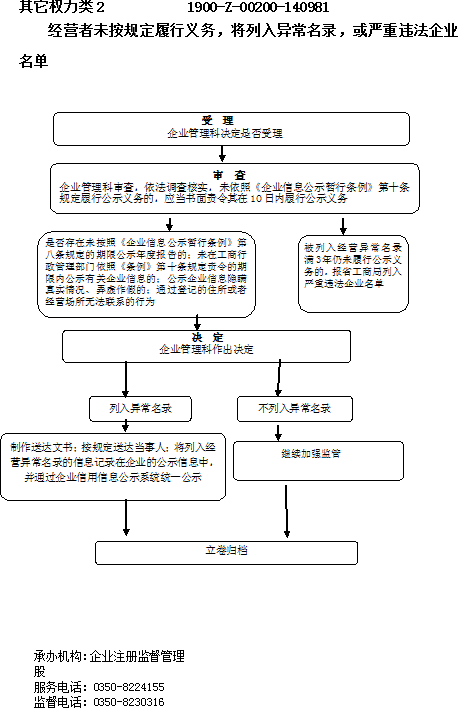 其它权力类2 1900-Z-00200-140981
经营者未按规定履行义务，将列入异常名录，或严重违法企业
名单
受 理
企业管理科决定是否受理
审 查
企业管理科审查，依法调查核实，未依照《企业信息公示暂行条例》第十条
规定履行公示义务的，应当书面责令其在10日内履行公示义务
是否存在未按照《企业信息公示暂行条例》第
八条规定的期限公示年度报告的；未在工商行
政管理部门依照《条例》第十条规定责令的期
限内公示有关企业信息的；公示企业信息隐瞒
真实情况、弄虚作假的；通过登记的住所或者
经营场所无法联系的行为
被列入经营异常名录
满3年仍未履行公示义
务的，报省工商局列入
严重违法企业名单
决 定
企业管理科作出决定
列入异常名录
不列入异常名录
制作送达文书；按规定送达当事人；将列入经
营异常名录的信息记录在企业的公示信息中，
并通过企业信用信息公示系统统一公示
继续加强监管
立卷归档
承办机构：企业注册监督管理
股
服务电话：0350-8224155
监督电话：0350-8230316